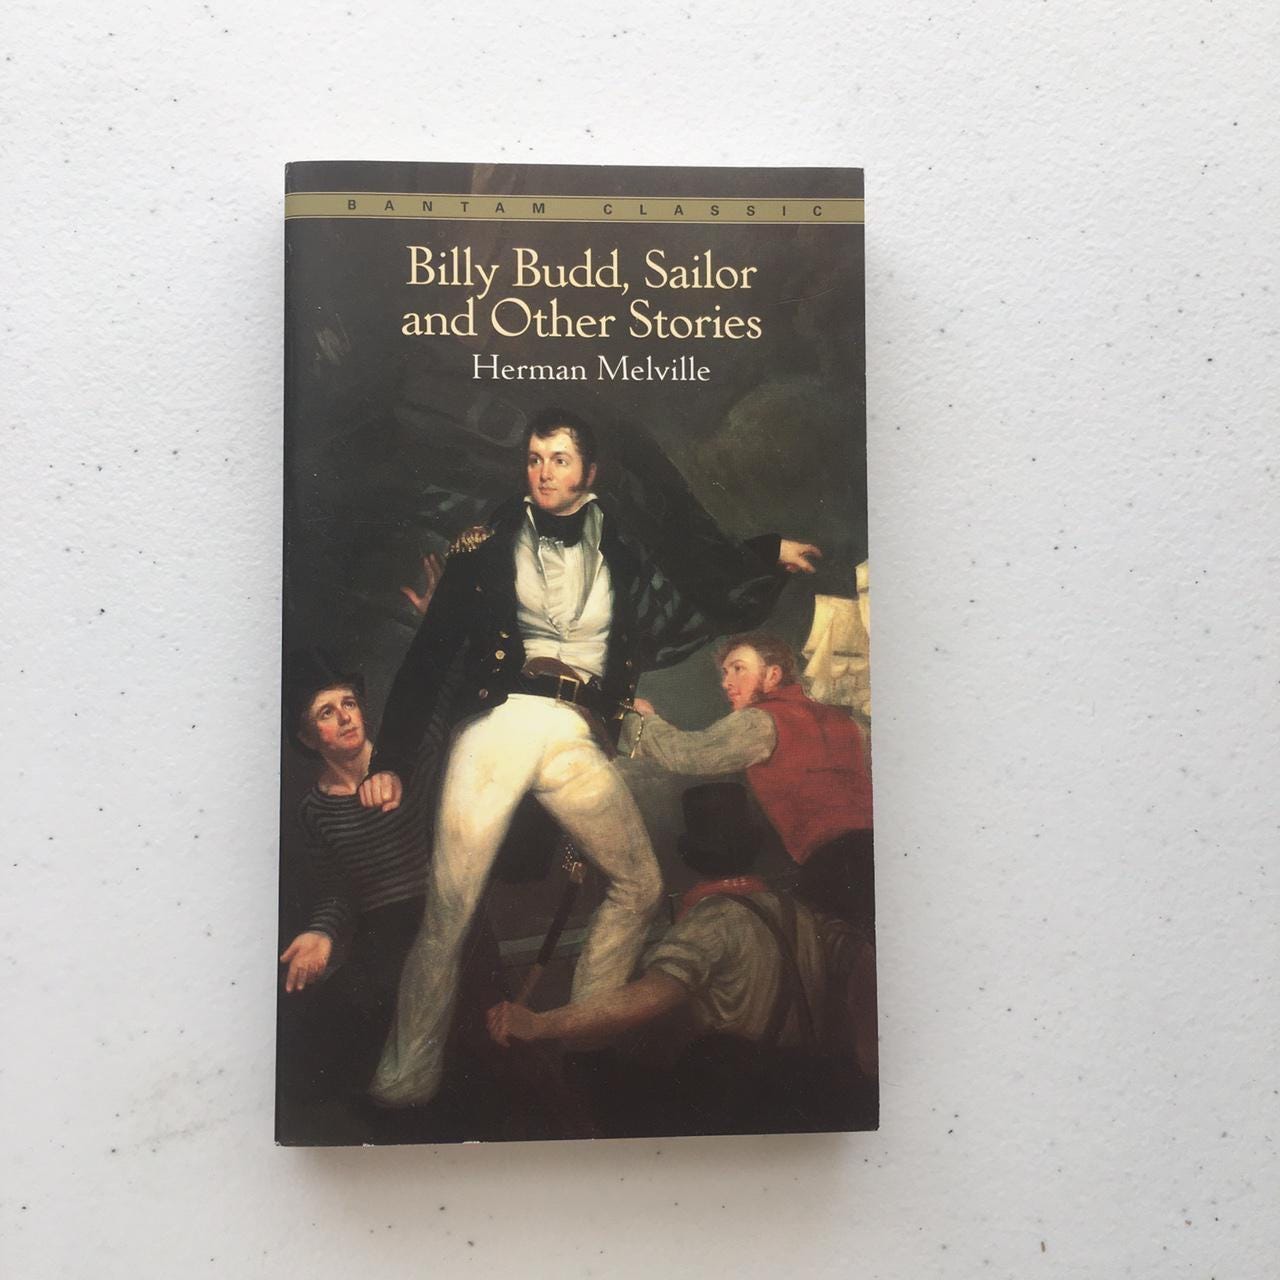 BANTAM CLASSIC
Billy Budd, Sailor
and Other Stories
Herman Melville